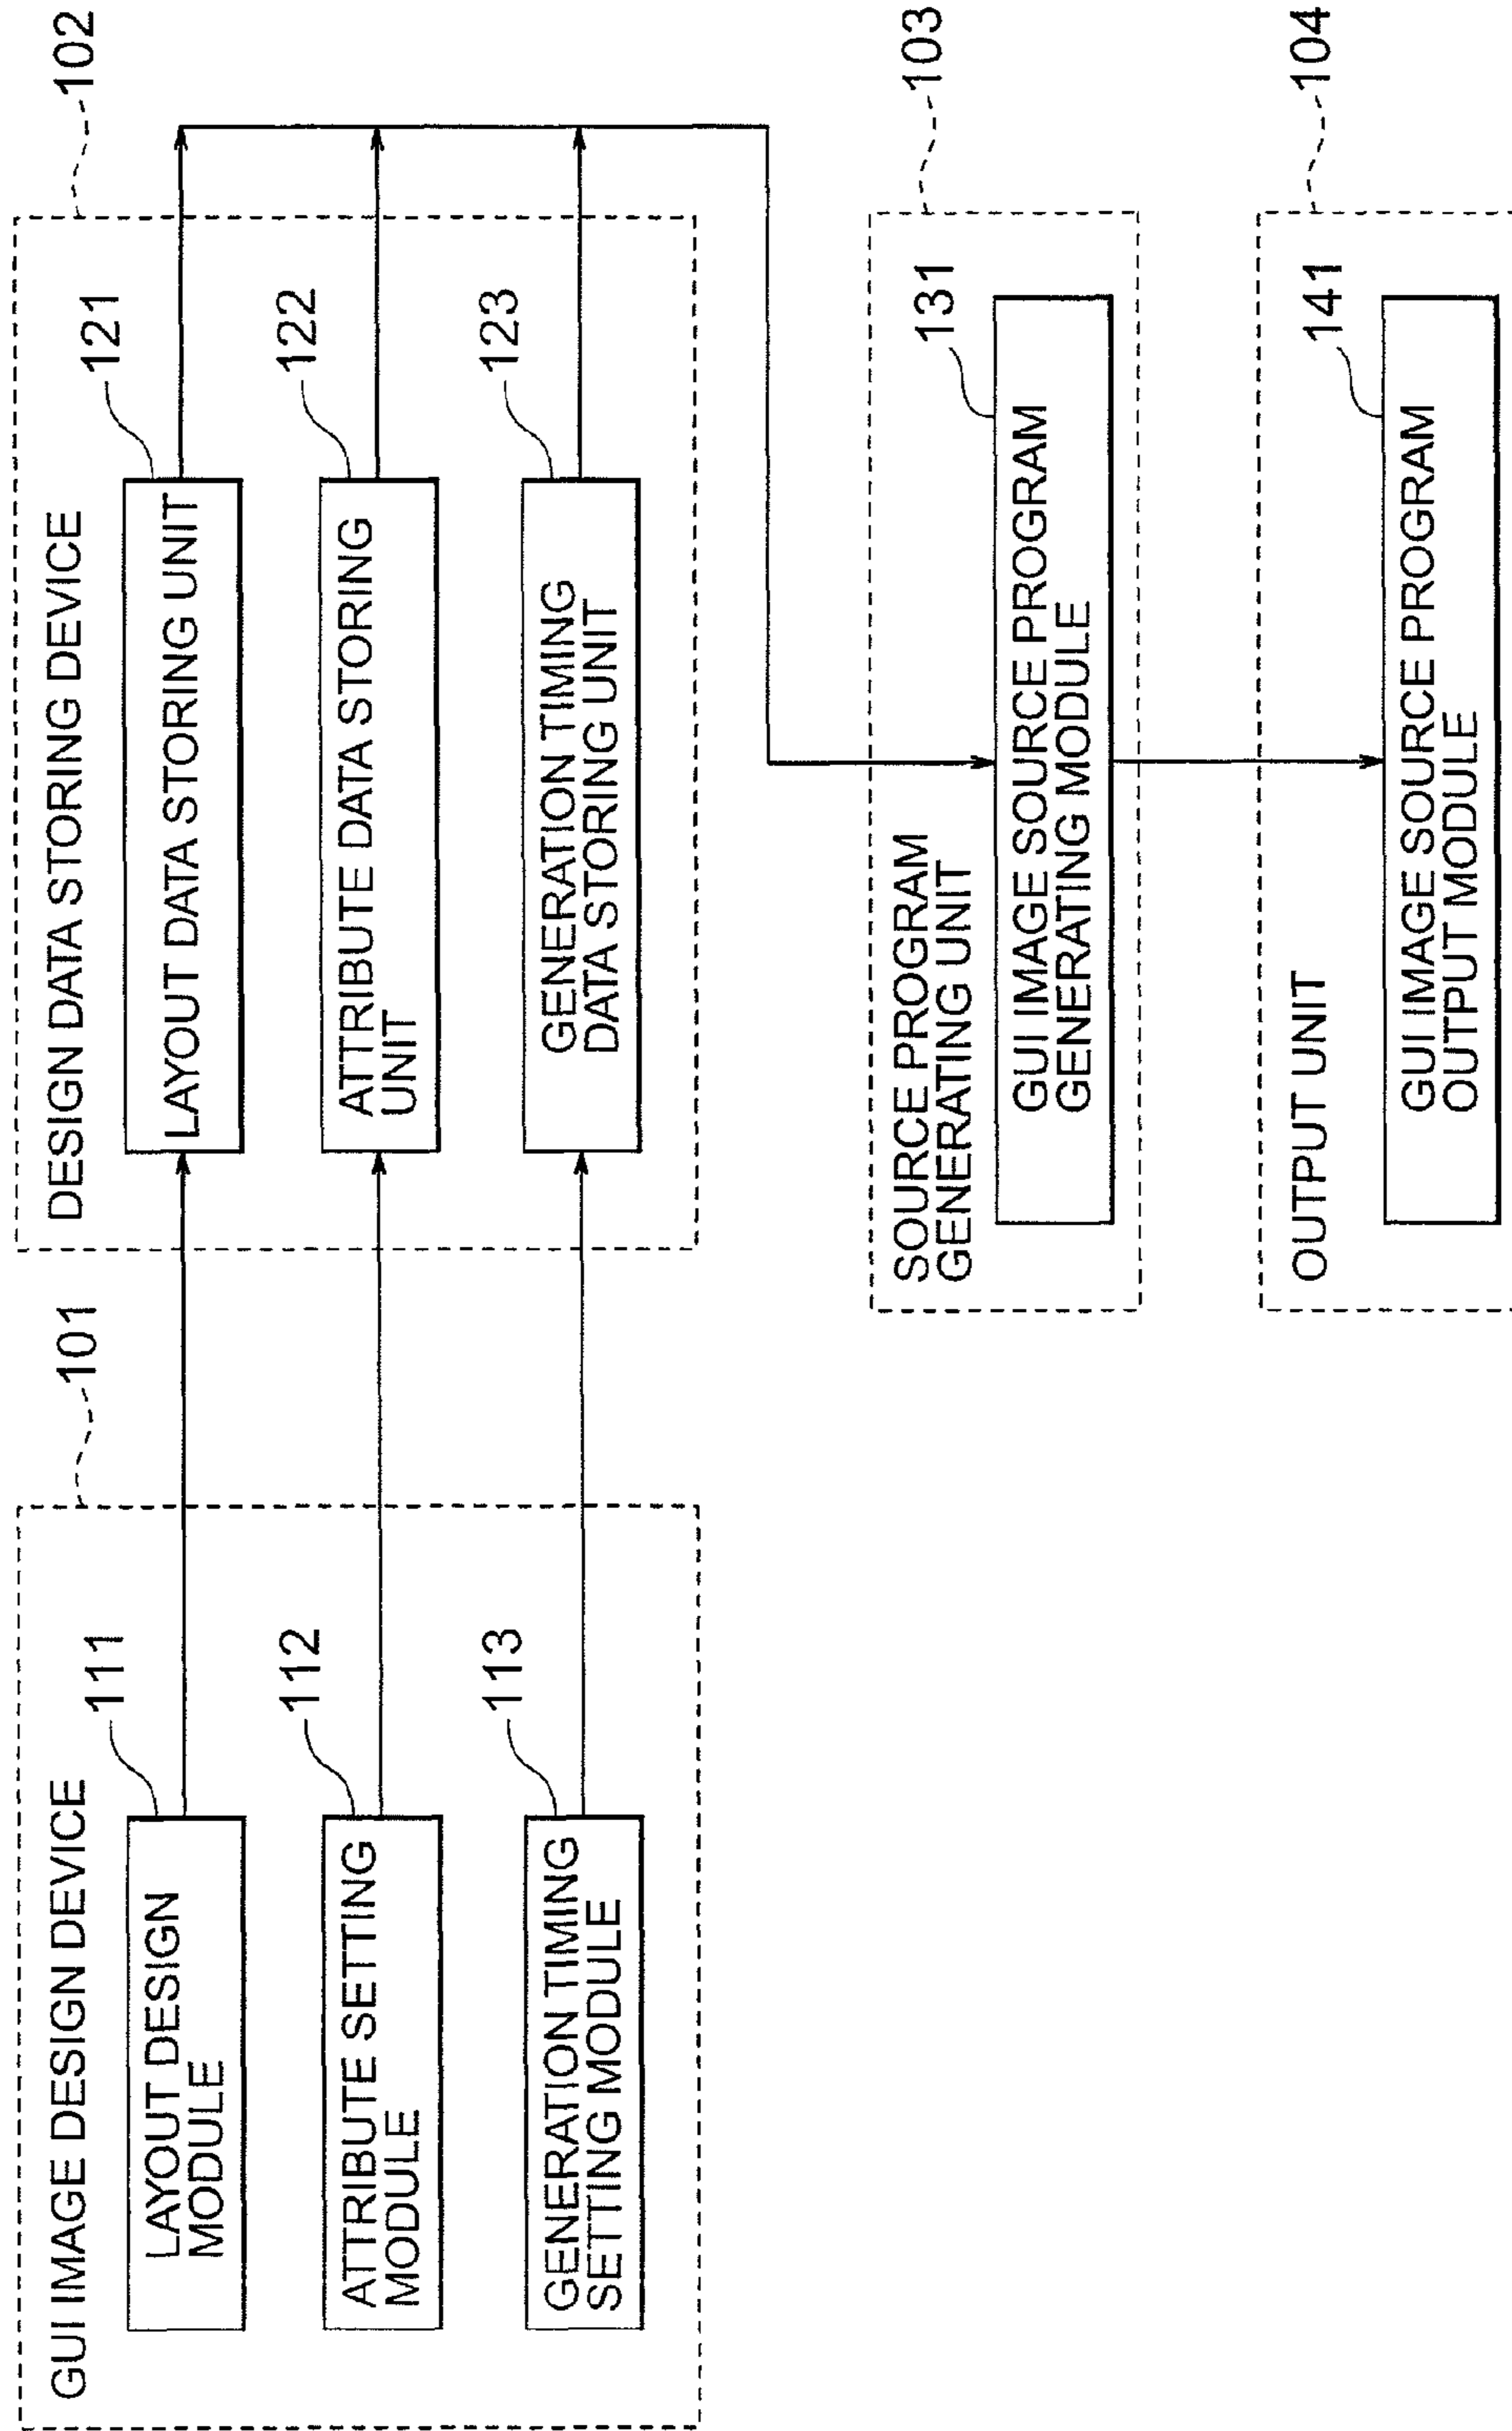 101
GUI IMAGE DESIGN DEVICE
111
LAYOUT DESIGN
MODULE
112
ATTRIBUTE SETTING
MODULE
113
GENERATION TIMING
SETTING MODULE
102
DESIGN DATA STORING DEVICE
121
LAYOUT DATA STORING UNIT
122
ATTRIBUTE DATA STORING
UNIT
123
GENERATION TIMING
DATA STORING UNIT
103
SOURCE PROGRAM
GENERATING UNIT
131
GUI IMAGE SOURCE PROGRAM
GENERATING MODULE
104
OUTPUT UNIT
141
GUI IMAGE SOURCE PROGRAM
OUTPUT MODULE